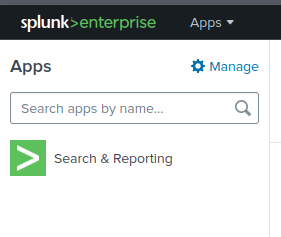 splunk>enterprise Apps
Apps Manage
Search apps by name...
Search & Reporting